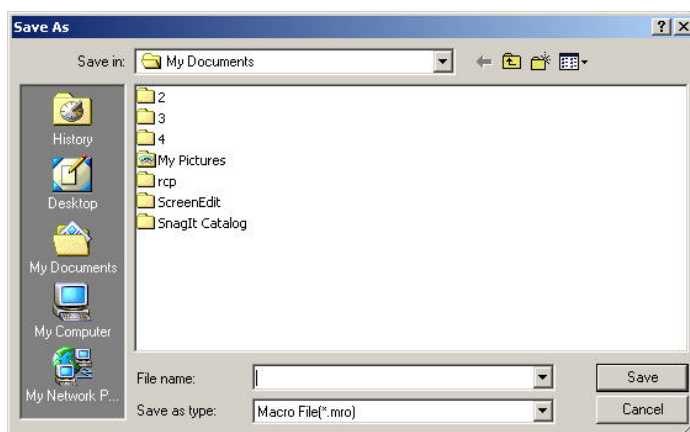 Save As
Save in: My Documents
History
Desktop
My Documents
My Computer
My Network P...
2
3
4
My Pictures
rcp
ScreenEdit
SnagIt Catalog
File name:
Save
Save as type: Macro File(*.mro)
Cancel